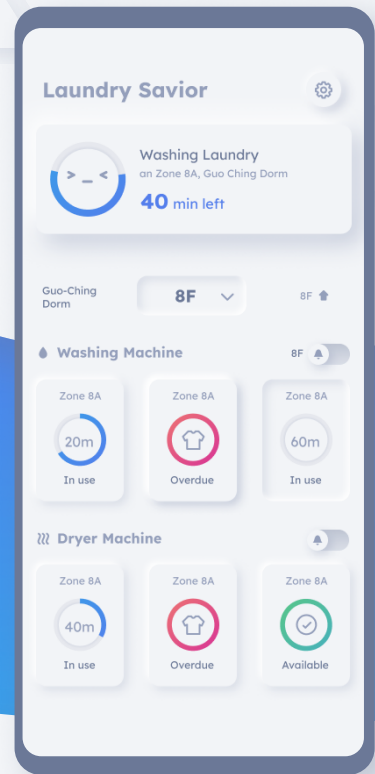 Laundry Savior
> _ <
Washing Laundry
an Zone 8A, Guo Ching Dorm
40 min left
Guo-Ching
Dorm
8F
8F
Washing Machine
8F
Zone 8A
20m
In use
Zone 8A
Overdue
Zone 8A
60m
In use
Dryer Machine
Zone 8A
40m
In use
Zone 8A
Overdue
Zone 8A
Available